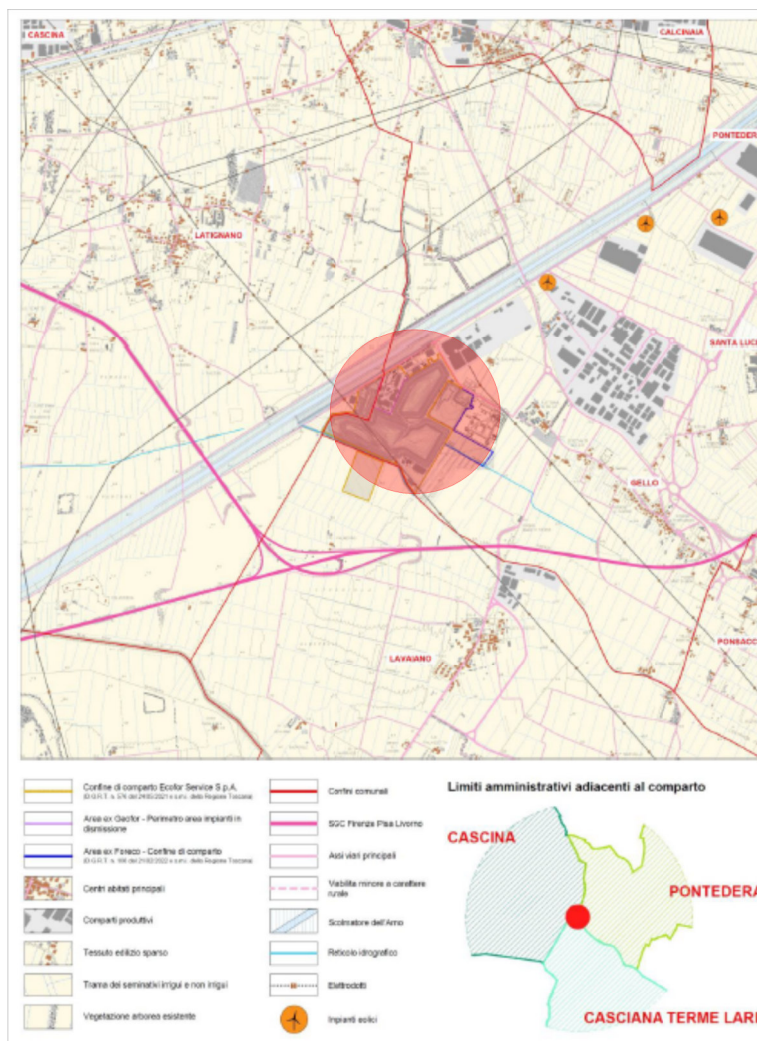 CASCINA
CALCINAIA
PONTEDER
LATIGNANO
SANTA LUC
GELLO
LAVAIANO
PONSACC
Confine di comparto Ecofor Service S.p.A.
Confini comunali
Limiti amministrativi adiacenti al comparto
Area ex Geofor - Perimetro area impianti in
dismissione
SGC Firenze Pisa Livorno
CASCINA
Area ex Foreco - Confine di comparto
Assi viari principali
Centri abitati principali
Viabilita minore a carattere
rurale
PONTEDERA
Comparti produttivi
Scolmatore dell'Arno
Tessuto edilizio sparso
Reticolo idrografico
Trama dei seminativi irrigui e non irrigui
Elettrodotti
Vegetazione arborea esistente
Impianti eolici
CASCIANA TERME LARI